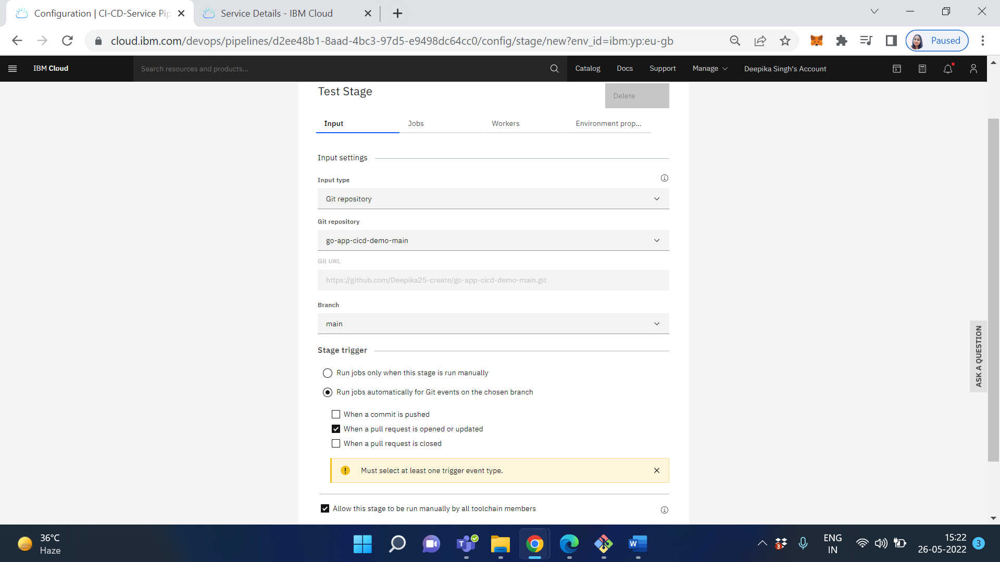 Configuration | CI-CD-Service Pip
Service Details - IBM Cloud
cloud.ibm.com/devops/pipelines/d2ee48b1-8aad-4bc3-97d5-e9498dc64cc0/config/stage/new?env_id=ibm:yp:eu-gb
Paused
IBM Cloud
Search resources and products...
Catalog
Docs
Support
Manage
Deepika Singh's Account
Test Stage
Delete
Input
Jobs
Workers
Environment prop...
Input settings
Input type
Git repository
Git repository
go-app-cicd-demo-main
Git URL
https://github.com/Deepika25-create/go-app-cicd-demo-main.git
Branch
main
Stage trigger
Run jobs only when this stage is run manually
Run jobs automatically for Git events on the chosen branch
When a commit is pushed
When a pull request is opened or updated
When a pull request is closed
Must select at least one trigger event type.
Allow this stage to be run manually by all toolchain members
ASK A QUESTION
36°C
Haze
3
ENG
IN
15:22
26-05-2022
3